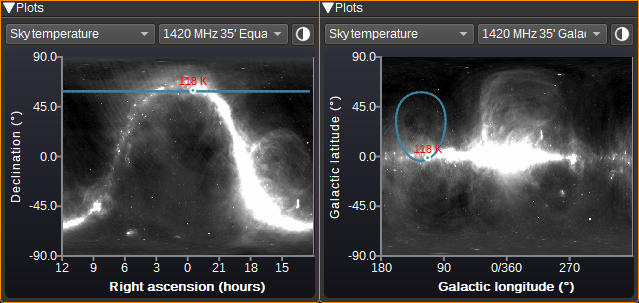 Plots
Sky temperature
1420 MHz 35' Equa
90.0
45.0
0.0
-45.0
-90.0
Declination (°)
118 K
12 9 6 3 0 21 18 15
Right ascension (hours)
Plots
Sky temperature
1420 MHz 35' Galac
90.0
45.0
0.0
-45.0
-90.0
Galactic latitude (°)
118 K
180 90 0/360 270
Galactic longitude (°)